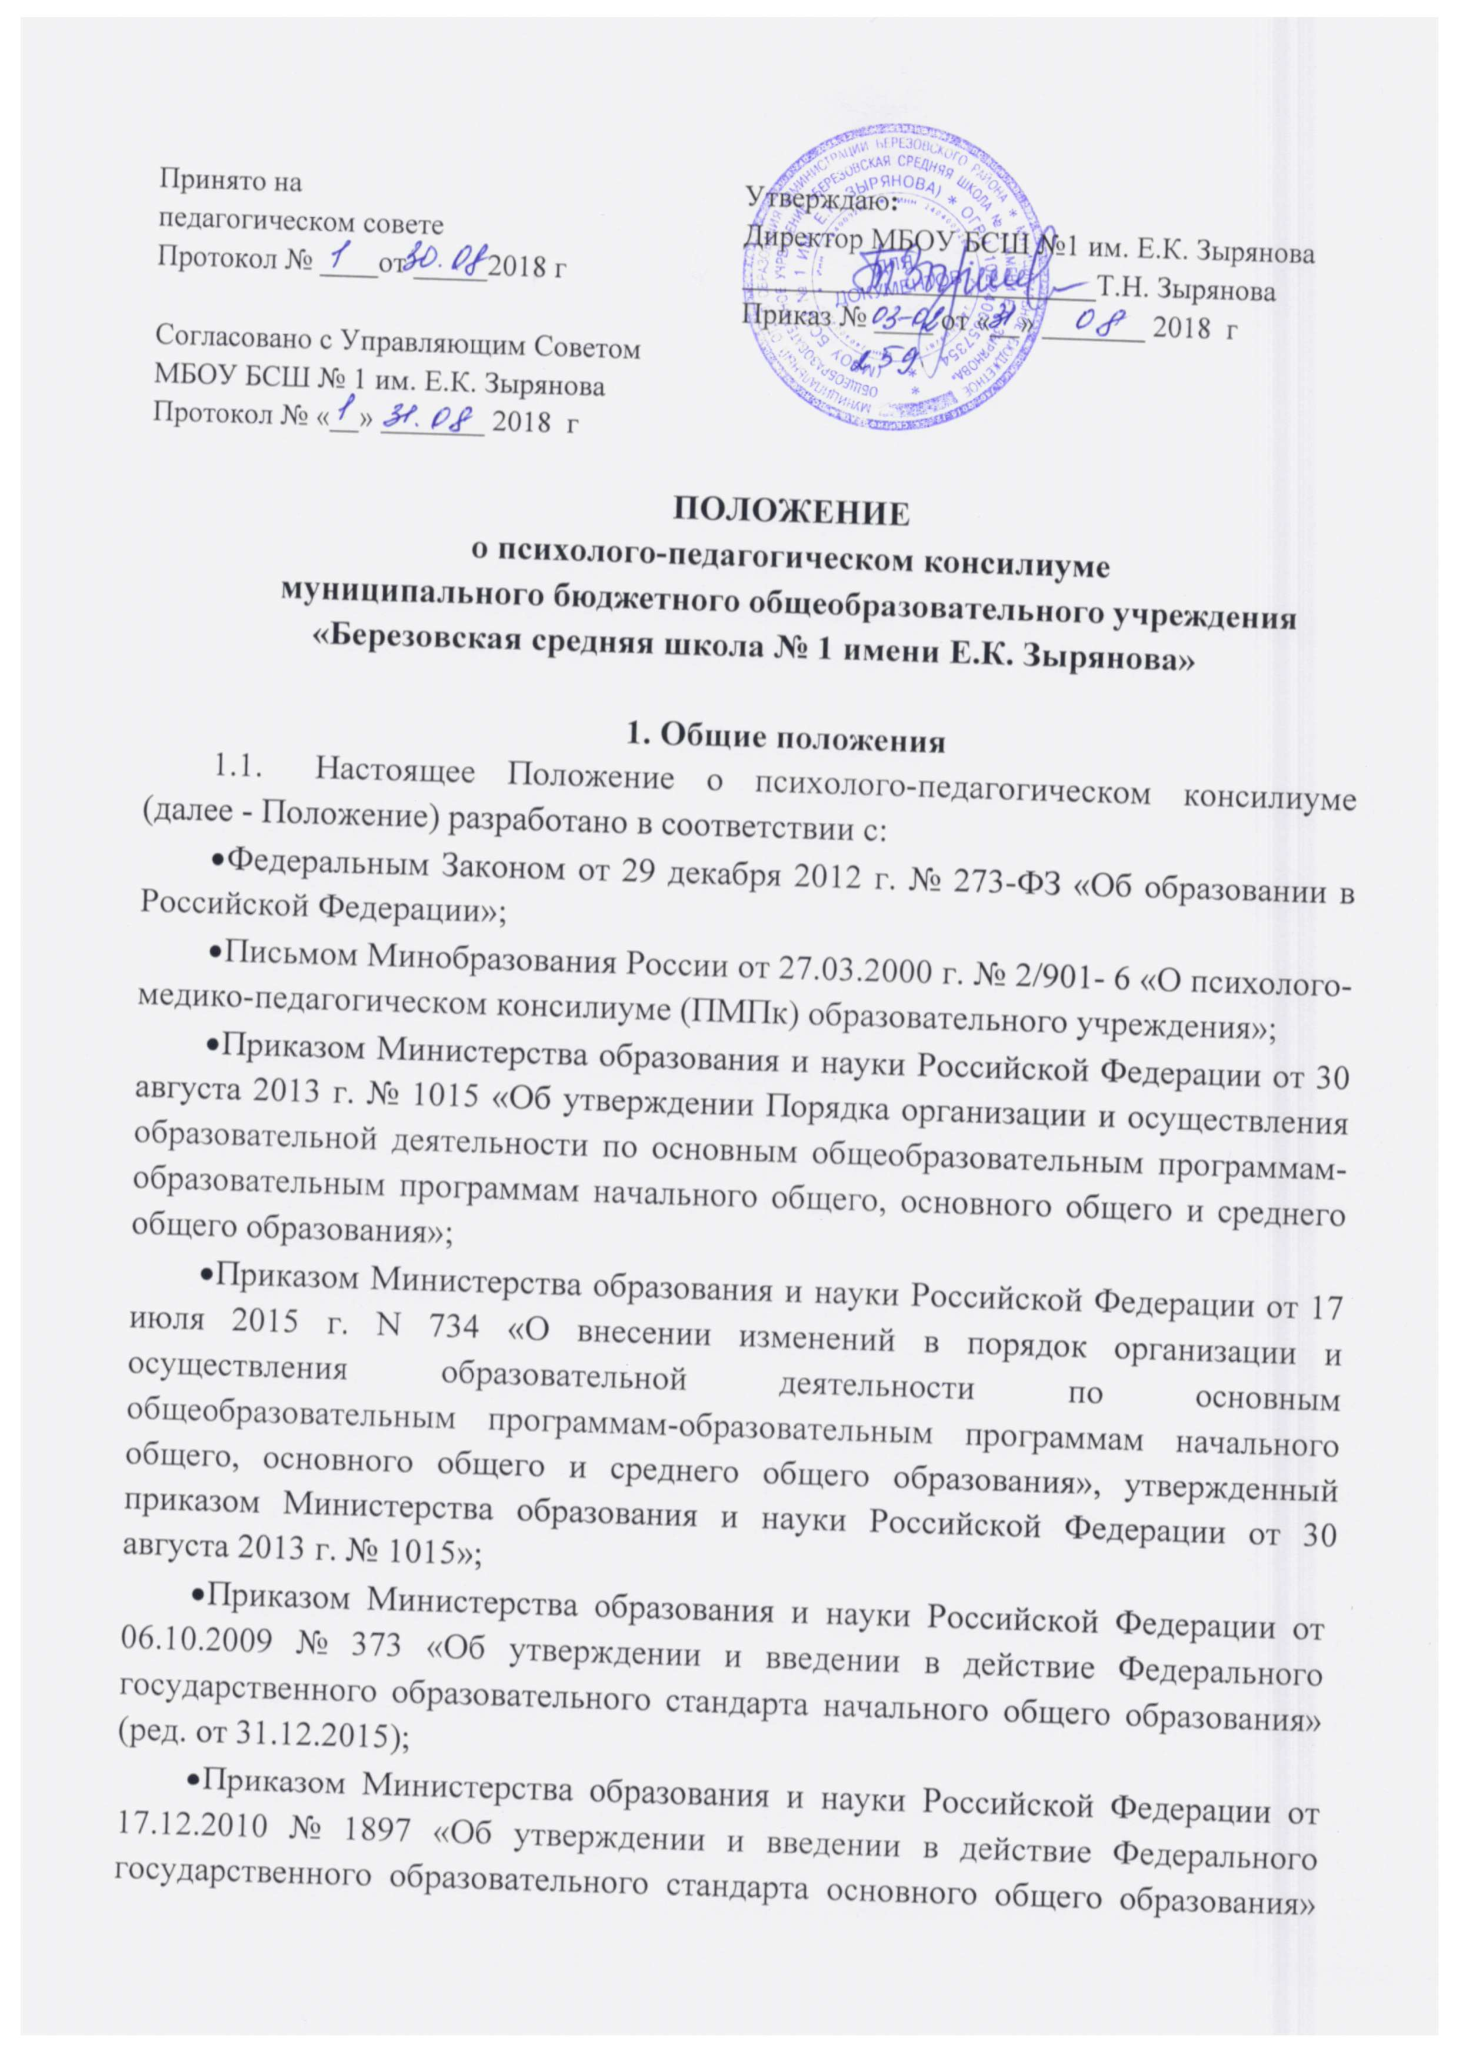 Принято на
педагогическом совете
Протокол № 1 от 30.08 2018 г
Согласовано с Управляющим Советом
МБОУ БСШ № 1 им. Е.К. Зырянова
Протокол № «1» 31.08 2018 г
Утверждаю:
Директор МБОУ БСШ №1 им. Е.К. Зырянова
Т.Н. Зырянова
Приказ № 03-02 от «31» 08 2018 г
259
ДЛЯ
ДОКУМЕНТОВ
ПОЛОЖЕНИЕ
о психолого-педагогическом консилиуме
муниципального бюджетного общеобразовательного учреждения
«Березовская средняя школа № 1 имени Е.К. Зырянова»
1. Общие положения
1.1. Настоящее Положение о психолого-педагогическом консилиуме
(далее - Положение) разработано в соответствии с:
•Федеральным Законом от 29 декабря 2012 г. № 273-ФЗ «Об образовании в
Российской Федерации»;
•Письмом Минобразования России от 27.03.2000 г. № 2/901- 6 «О психолого-
медико-педагогическом консилиуме (ПМПк) образовательного учреждения»;
•Приказом Министерства образования и науки Российской Федерации от 30
августа 2013 г. № 1015 «Об утверждении Порядка организации и осуществления
образовательной деятельности по основным общеобразовательным программам-
образовательным программам начального общего, основного общего и среднего
общего образования»;
•Приказом Министерства образования и науки Российской Федерации от 17
июля 2015 г. N 734 «О внесении изменений в порядок организации и
осуществления образовательной деятельности по основным
общеобразовательным программам-образовательным программам начального
общего, основного общего и среднего общего образования», утвержденный
приказом Министерства образования и науки Российской Федерации от 30
августа 2013 г. № 1015»;
•Приказом Министерства образования и науки Российской Федерации от
06.10.2009 № 373 «Об утверждении и введении в действие Федерального
государственного образовательного стандарта начального общего образования»
(ред. от 31.12.2015);
•Приказом Министерства образования и науки Российской Федерации от
17.12.2010 № 1897 «Об утверждении и введении в действие Федерального
государственного образовательного стандарта основного общего образования»